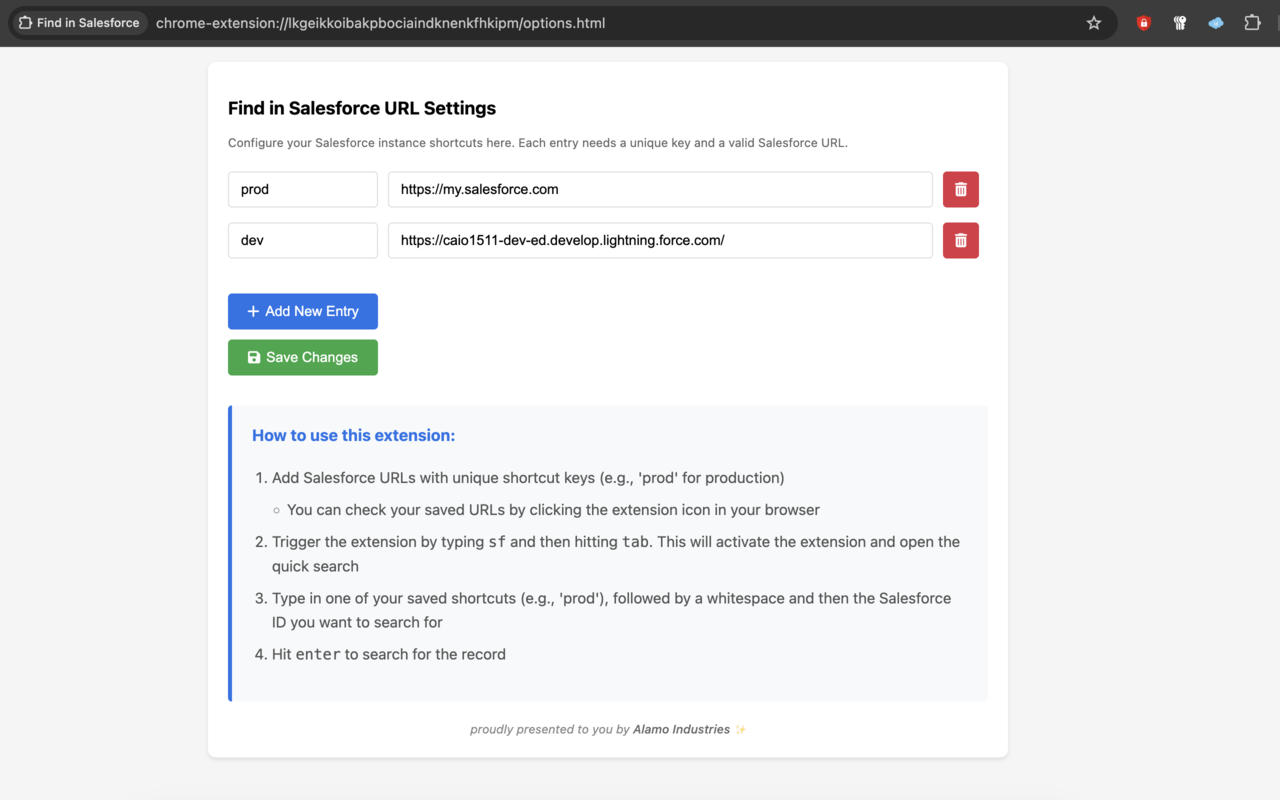 Find in Salesforce
chrome-extension://lkgeikkoibakpbociaindknenkfhkipm/options.html
Find in Salesforce URL Settings
Configure your Salesforce instance shortcuts here. Each entry needs a unique key and a valid Salesforce URL.
prod
https://my.salesforce.com
dev
https://caio1511-dev-ed.develop.lightning.force.com/
Add New Entry
Save Changes
How to use this extension:
1. Add Salesforce URLs with unique shortcut keys (e.g., 'prod' for production)
You can check your saved URLs by clicking the extension icon in your browser
2. Trigger the extension by typing sf and then hitting tab. This will activate the extension and open the
quick search
3. Type in one of your saved shortcuts (e.g., 'prod'), followed by a whitespace and then the Salesforce
ID you want to search for
4. Hit enter to search for the record
proudly presented to you by Alamo Industries ✨